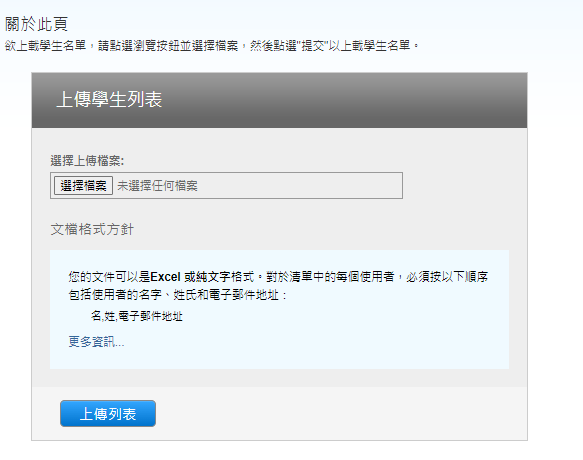 關於此頁
欲上載學生名單，請點選瀏覽按鈕並選擇檔案，然後點選"提交"以上載學生名單。
上傳學生列表
選擇上傳檔案:
選擇檔案 未選擇任何檔案
文檔格式方針
您的文件可以是Excel 或純文字格式。對於清單中的每個使用者，必須按以下順序
包括使用者的名字、姓氏和電子郵件地址：
名,姓,電子郵件地址
更多資訊...
上傳列表